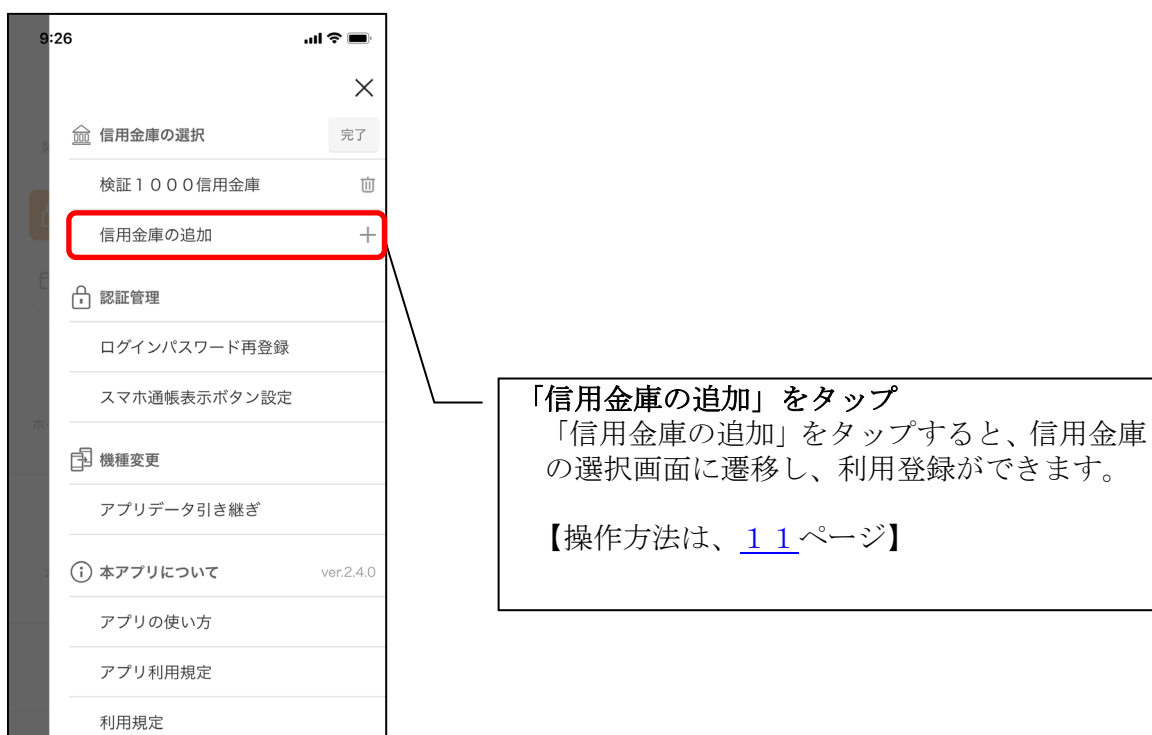 9:26
信用金庫の選択
完了
検証１０００信用金庫
信用金庫の追加
認証管理
ログインパスワード再登録
スマホ通帳表示ボタン設定
機種変更
アプリデータ引き継ぎ
本アプリについて
ver.2.4.0
アプリの使い方
アプリ利用規定
利用規定
「信用金庫の追加」をタップ
「信用金庫の追加」をタップすると、信用金庫
の選択画面に遷移し、利用登録ができます。
【操作方法は、１１ページ】